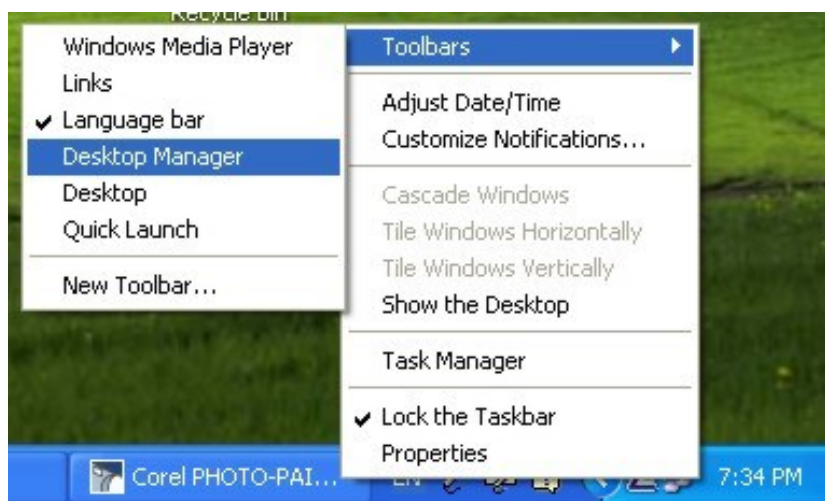 Recycle Bin
Windows Media Player
Links
Language bar
Desktop Manager
Desktop
Quick Launch
New Toolbar...
Toolbars
Adjust Date/Time
Customize Notifications...
Cascade Windows
Tile Windows Horizontally
Tile Windows Vertically
Show the Desktop
Task Manager
Lock the Taskbar
Properties
Corel PHOTO-PAI...
EN
7:34 PM